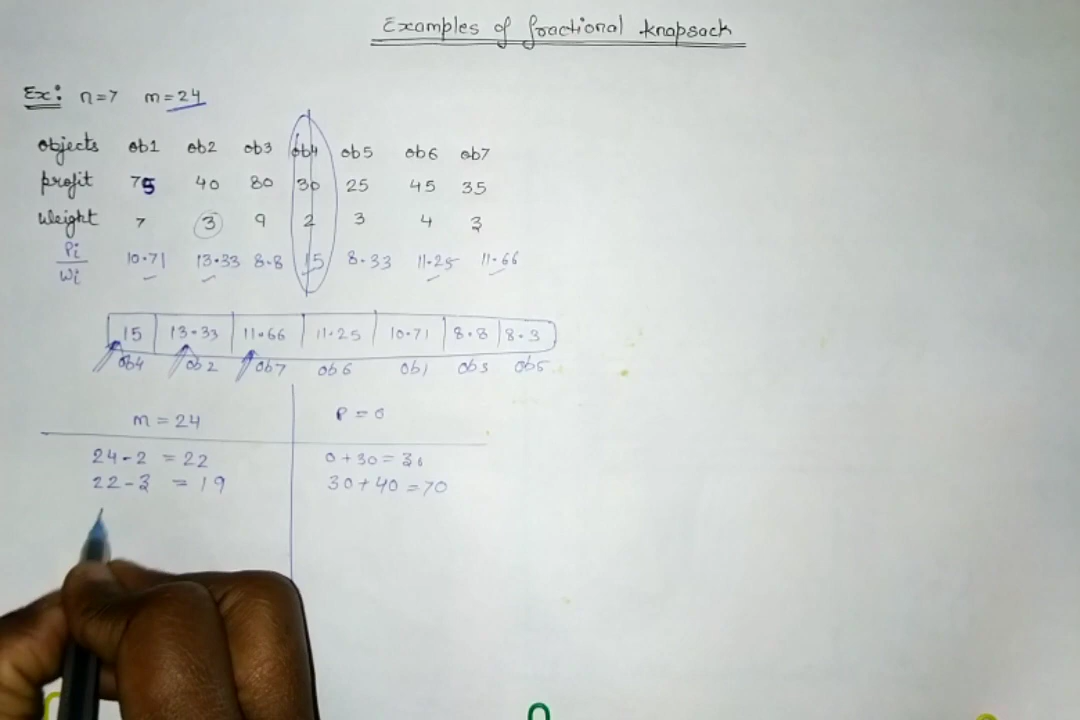 Examples of fractional knapsack
Ex: n=7 m=24
objects ob1 ob2 ob3 ob4 ob5 ob6 ob7
profit 75 40 80 30 25 45 35
Weight 7 3 9 2 3 4 3
Pi/Wi 10.71 13.33 8.8 15 8.33 11.25 11.66
15 13.33 11.66 11.25 10.71 8.8 8.3
ob4 ob2 ob7 ob6 ob1 ob3 ob5
m = 24 P = 0
24-2 = 22 0+30=30
22-3 = 19 30+40=70